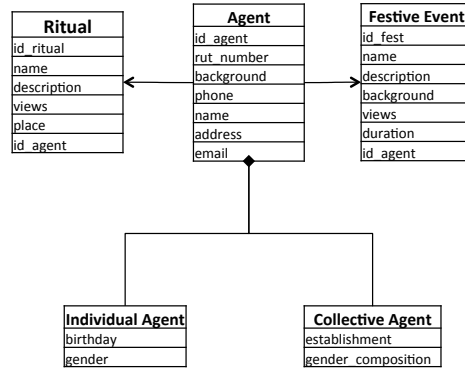 Ritual
id_ritual
name
description
views
place
id_agent
Agent
id_agent
rut_number
background
phone
name
address
email
Festive Event
id_fest
name
description
background
views
duration
id_agent
Individual Agent
birthday
gender
Collective Agent
establishment
gender_composition